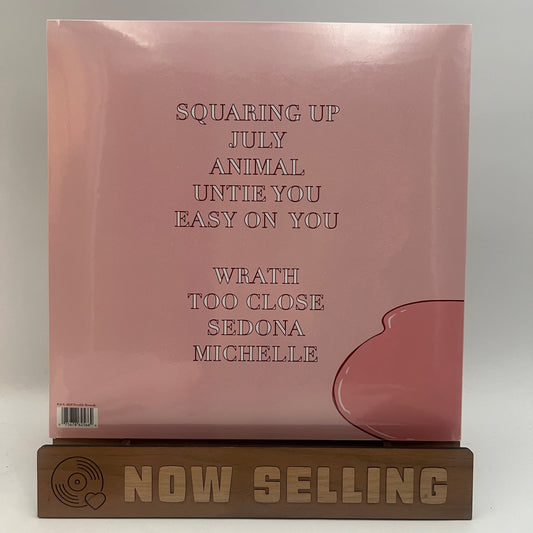 SQUARING UP
JULY
ANIMAL
UNTIE YOU
EASY ON YOU
WRATH
TOO CLOSE
SEDONA
MICHELLE
NOW SELLING